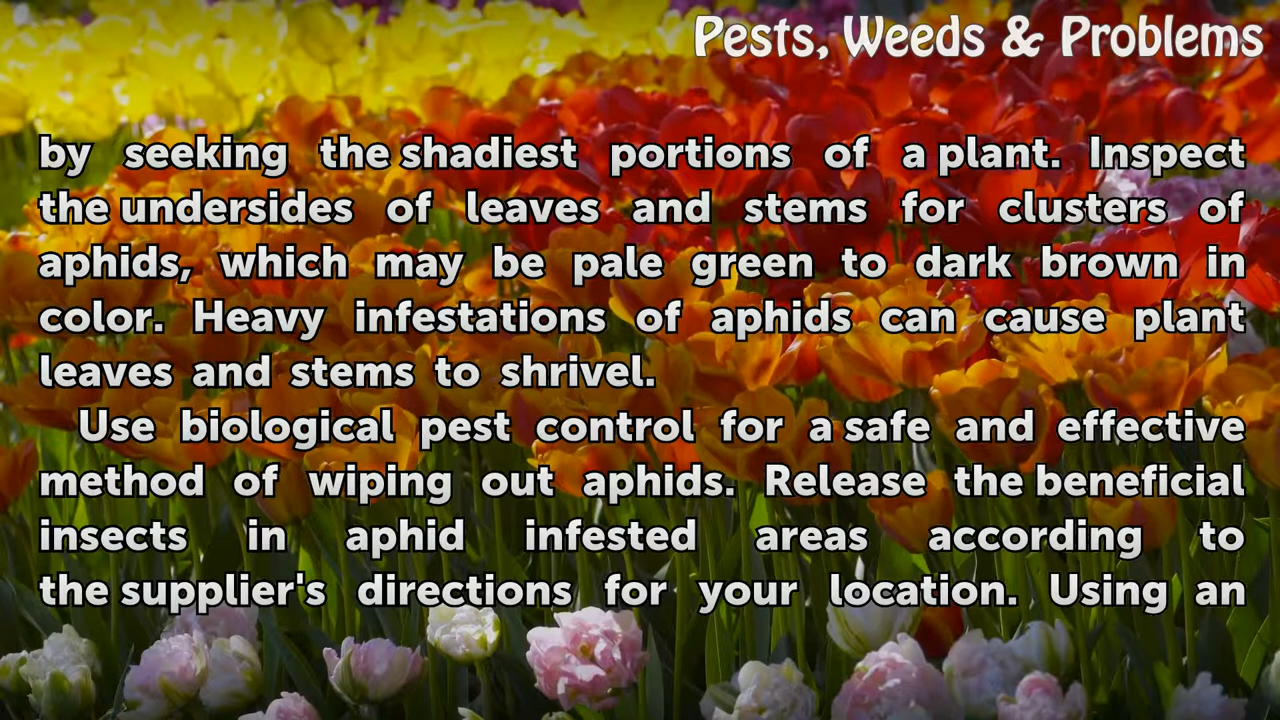 Pests, Weeds & Problems
by seeking the shadiest portions of a plant. Inspect
the undersides of leaves and stems for clusters of
aphids, which may be pale green to dark brown in
color. Heavy infestations of aphids can cause plant
leaves and stems to shrivel.
Use biological pest control for a safe and effective
method of wiping out aphids. Release the beneficial
insects in aphid infested areas according to
the supplier's directions for your location. Using an